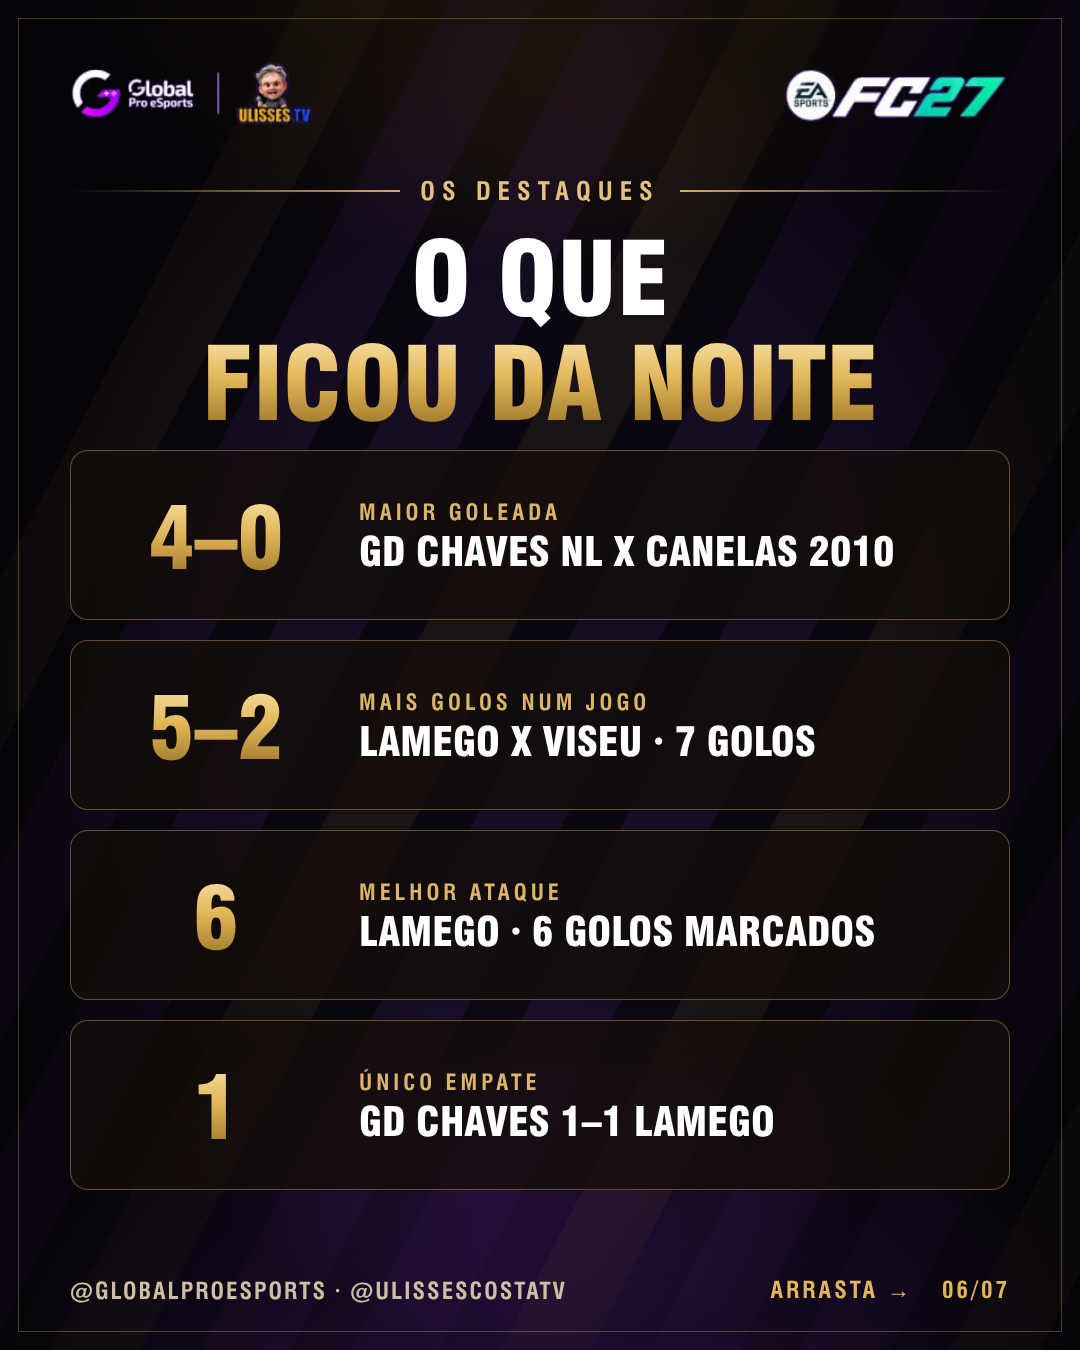 Global
Pro eSports
ULISSES TV
EA
SPORTS
FC27
OS DESTAQUES
O QUE
FICOU DA NOITE
4–0
MAIOR GOLEADA
GD CHAVES NL X CANELAS 2010
5–2
MAIS GOLOS NUM JOGO
LAMEGO X VISEU · 7 GOLOS
6
MELHOR ATAQUE
LAMEGO · 6 GOLOS MARCADOS
1
ÚNICO EMPATE
GD CHAVES 1–1 LAMEGO
@GLOBALPROESPORTS · @ULISSESCOSTATV
ARRASTA → 06/07